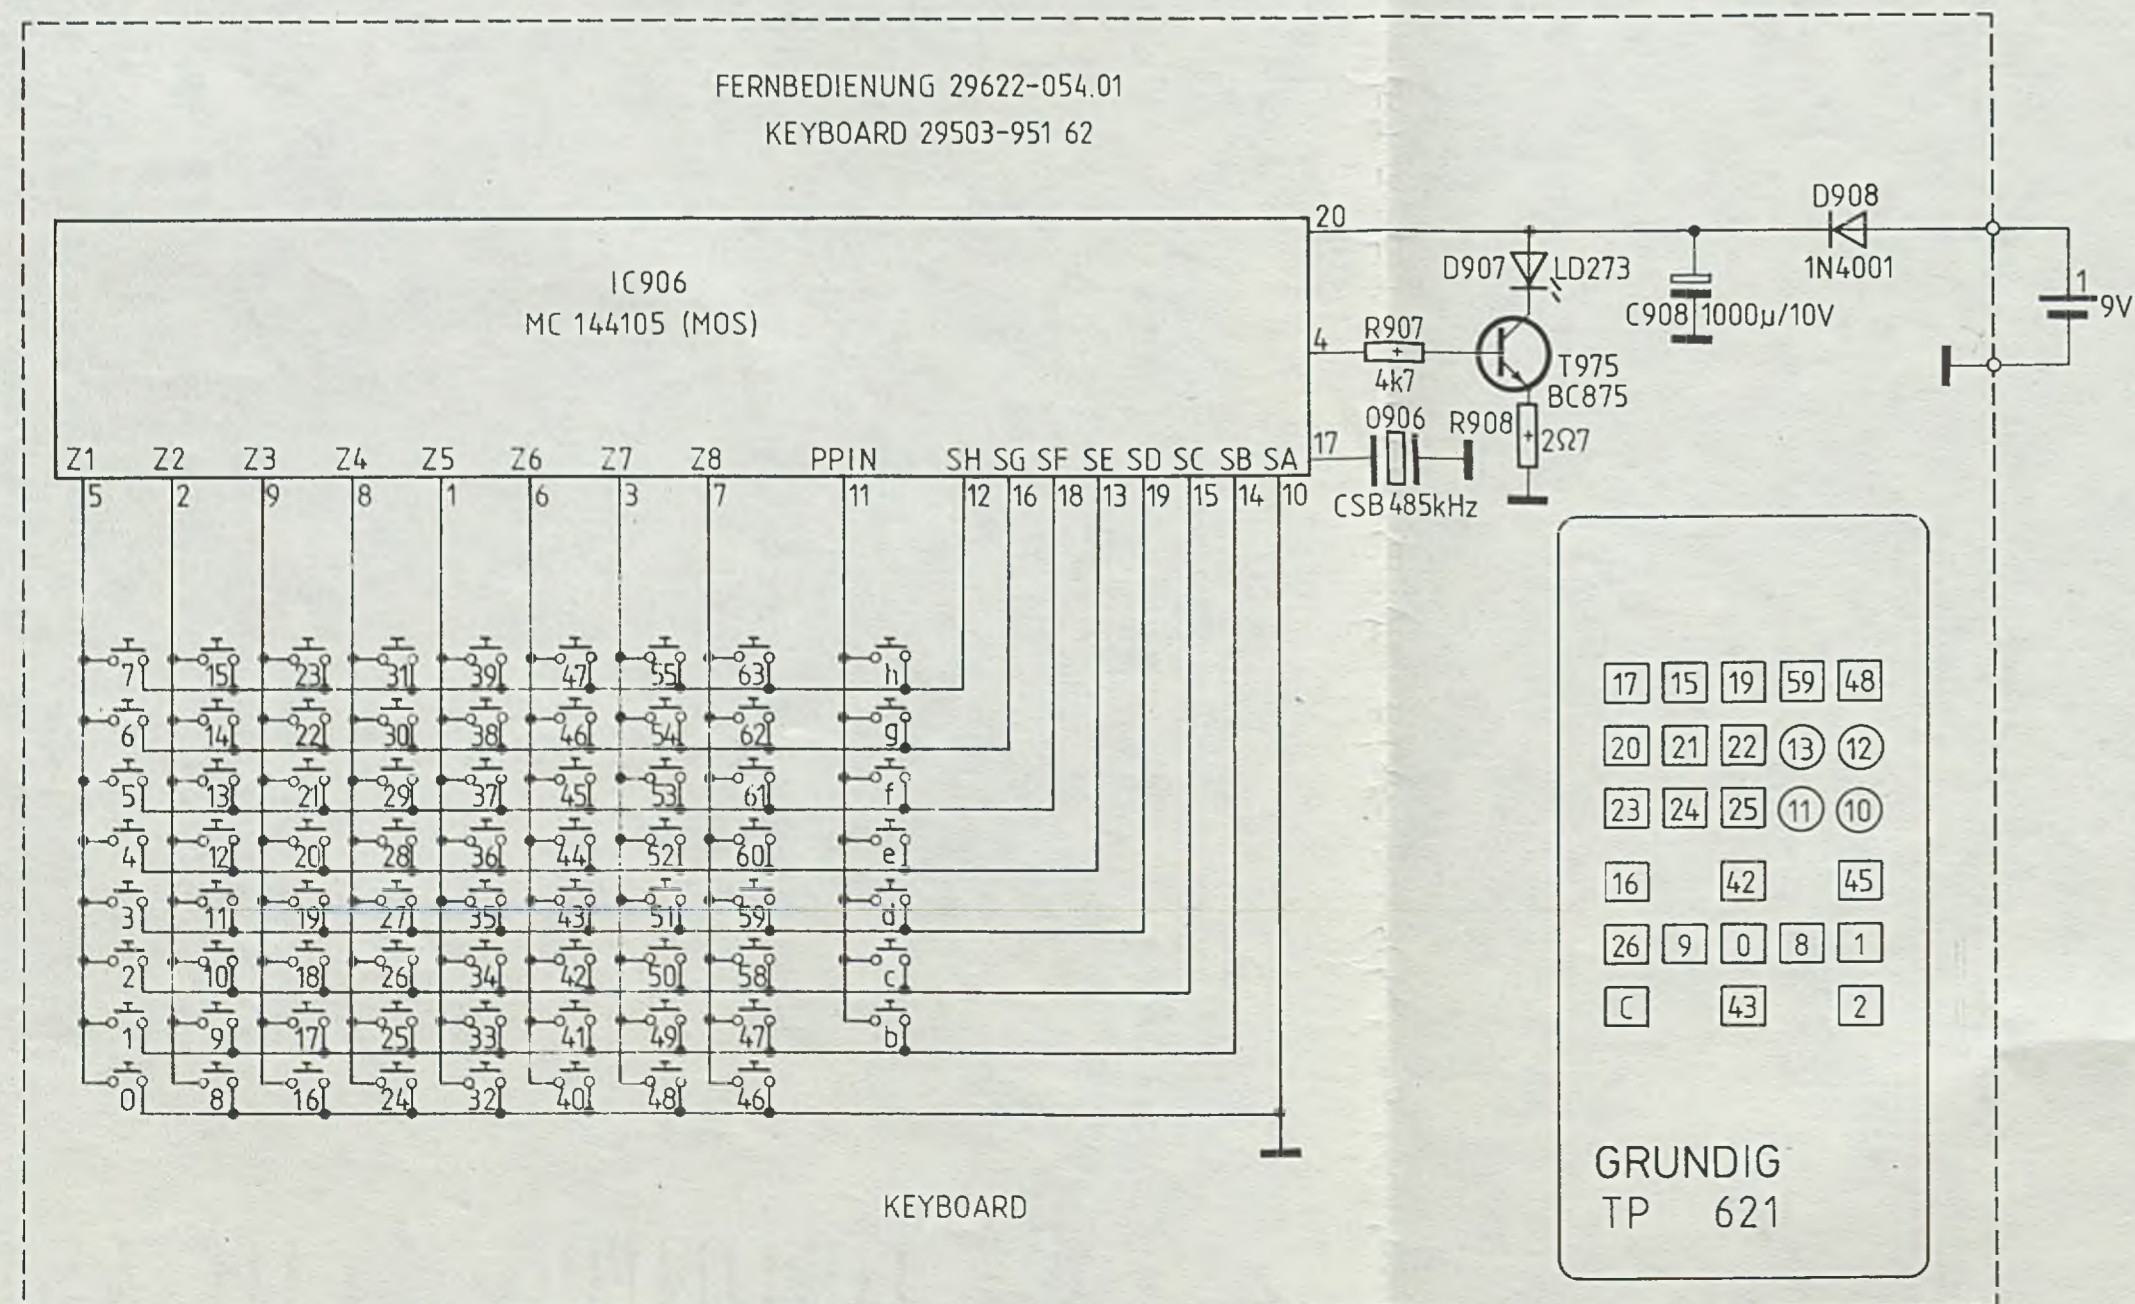 FERNBEDIENUNG 29622-054.01
KEYBOARD 29503-951 62
IC906
MC 144105 (MOS)
20
D908
1N4001
D907 LD273
C908 1000µ/10V
1
9V
4
R907
4k7
T975
BC875
17
O906
R908
2Ω7
CSB 485kHz
Z1 Z2 Z3 Z4 Z5 Z6 Z7 Z8 PPIN SH SG SF SE SD SC SB SA
5 2 9 8 1 6 3 7 11 12 16 18 13 19 15 14 10
7 15 23 31 39 47 55 63 h
6 14 22 30 38 46 54 62 g
5 13 21 29 37 45 53 61 f
4 12 20 28 36 44 52 60 e
3 11 19 27 35 43 51 59 d
2 10 18 26 34 42 50 58 c
1 9 17 25 33 41 49 47 b
0 8 16 24 32 40 48 46
KEYBOARD
17 15 19 59 48
20 21 22 13 12
23 24 25 11 10
16 42 45
26 9 0 8 1
C 43 2
GRUNDIG
TP 621